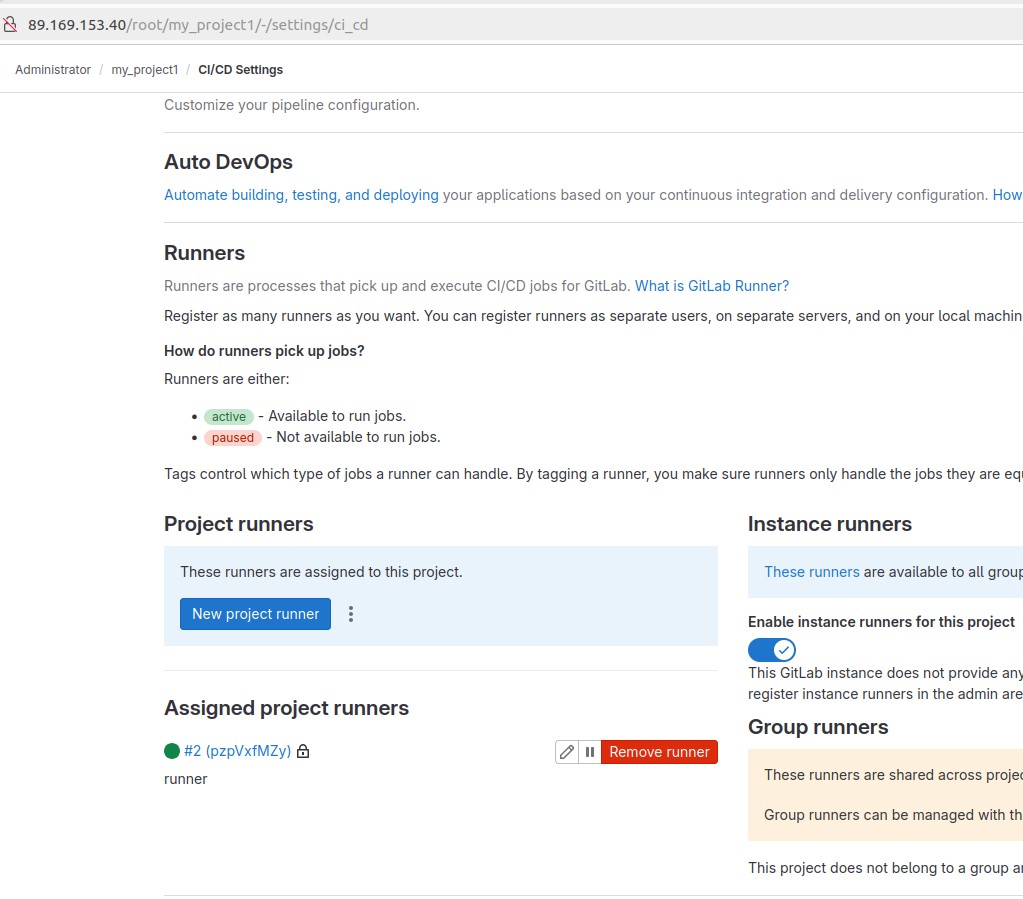 89.169.153.40/root/my_project1/-/settings/ci_cd
Administrator / my_project1 / CI/CD Settings
Customize your pipeline configuration.
Auto DevOps
Automate building, testing, and deploying your applications based on your continuous integration and delivery configuration. How
Runners
Runners are processes that pick up and execute CI/CD jobs for GitLab. What is GitLab Runner?
Register as many runners as you want. You can register runners as separate users, on separate servers, and on your local machin
How do runners pick up jobs?
Runners are either:
• active - Available to run jobs.
• paused - Not available to run jobs.
Tags control which type of jobs a runner can handle. By tagging a runner, you make sure runners only handle the jobs they are equ
Project runners
These runners are assigned to this project.
New project runner
Assigned project runners
#2 (pzpVxfMZy)
Remove runner
runner
Instance runners
These runners are available to all group
Enable instance runners for this project
This GitLab instance does not provide any
register instance runners in the admin are
Group runners
These runners are shared across projec
Group runners can be managed with th
This project does not belong to a group a